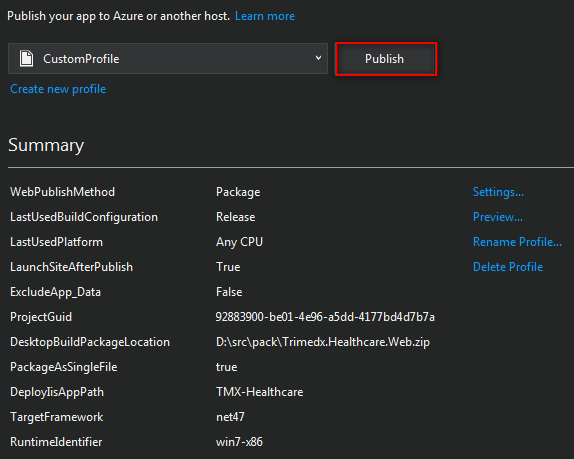 Publish your app to Azure or another host. Learn more
CustomProfile Publish
Create new profile
Summary
WebPublishMethod Package Settings...
LastUsedBuildConfiguration Release Preview...
LastUsedPlatform Any CPU Rename Profile...
LaunchSiteAfterPublish True Delete Profile
ExcludeApp_Data False
ProjectGuid 92883900-be01-4e96-a5dd-4177bd4d7b7a
DesktopBuildPackageLocation D:\src\pack\Trimedx.Healthcare.Web.zip
PackageAsSingleFile true
DeployIisAppPath TMX-Healthcare
TargetFramework net47
RuntimeIdentifier win7-x86